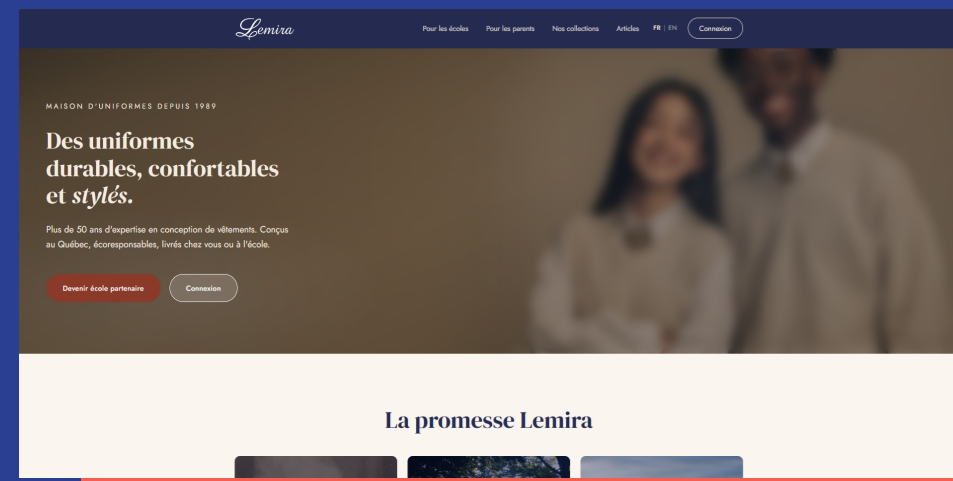 Lemira
Pour les écoles
Pour les parents
Nos collections
Articles
FR | EN
Connexion
MAISON D'UNIFORMES DEPUIS 1989
Des uniformes
durables, confortables
et stylés.
Plus de 50 ans d'expertise en conception de vêtements. Conçus
au Québec, écoresponsables, livrés chez vous ou à l'école.
Devenir école partenaire
Connexion
La promesse Lemira